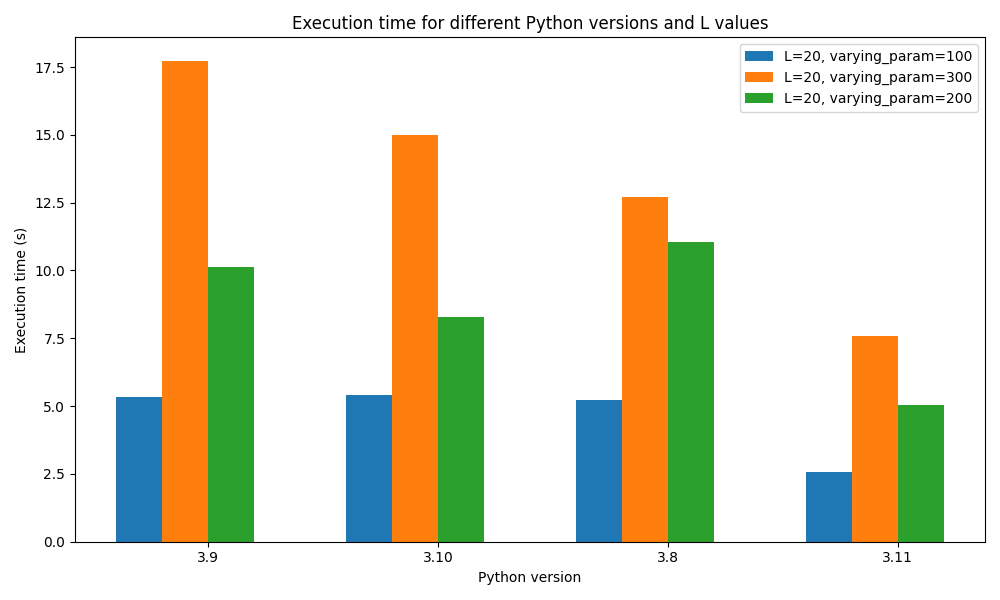 Execution time for different Python versions and L values
L=20, varying_param=100
L=20, varying_param=300
L=20, varying_param=200
Execution time (s)
17.5
15.0
12.5
10.0
7.5
5.0
2.5
0.0
3.9
3.10
3.8
3.11
Python version